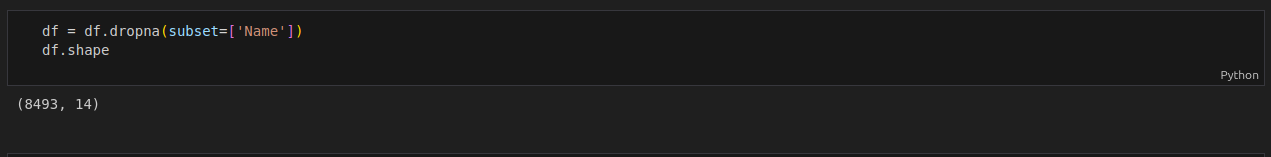 df = df.dropna(subset=['Name'])
df.shape
Python
(8493, 14)